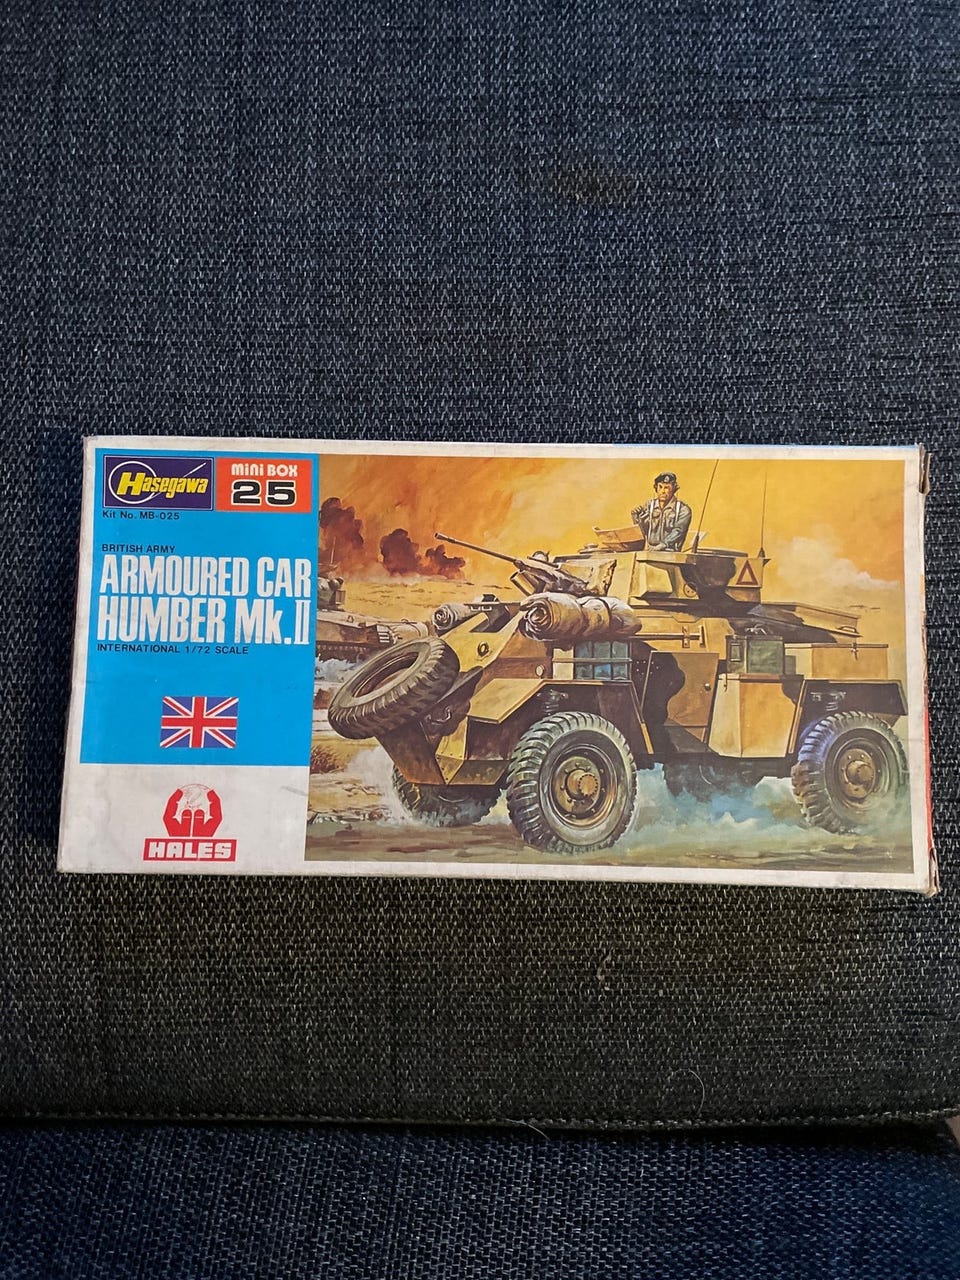 Hasegawa
mini BOX
25
Kit No. MB-025
BRITISH ARMY
ARMOURED CAR
HUMBER Mk.II
INTERNATIONAL 1/72 SCALE
HALES